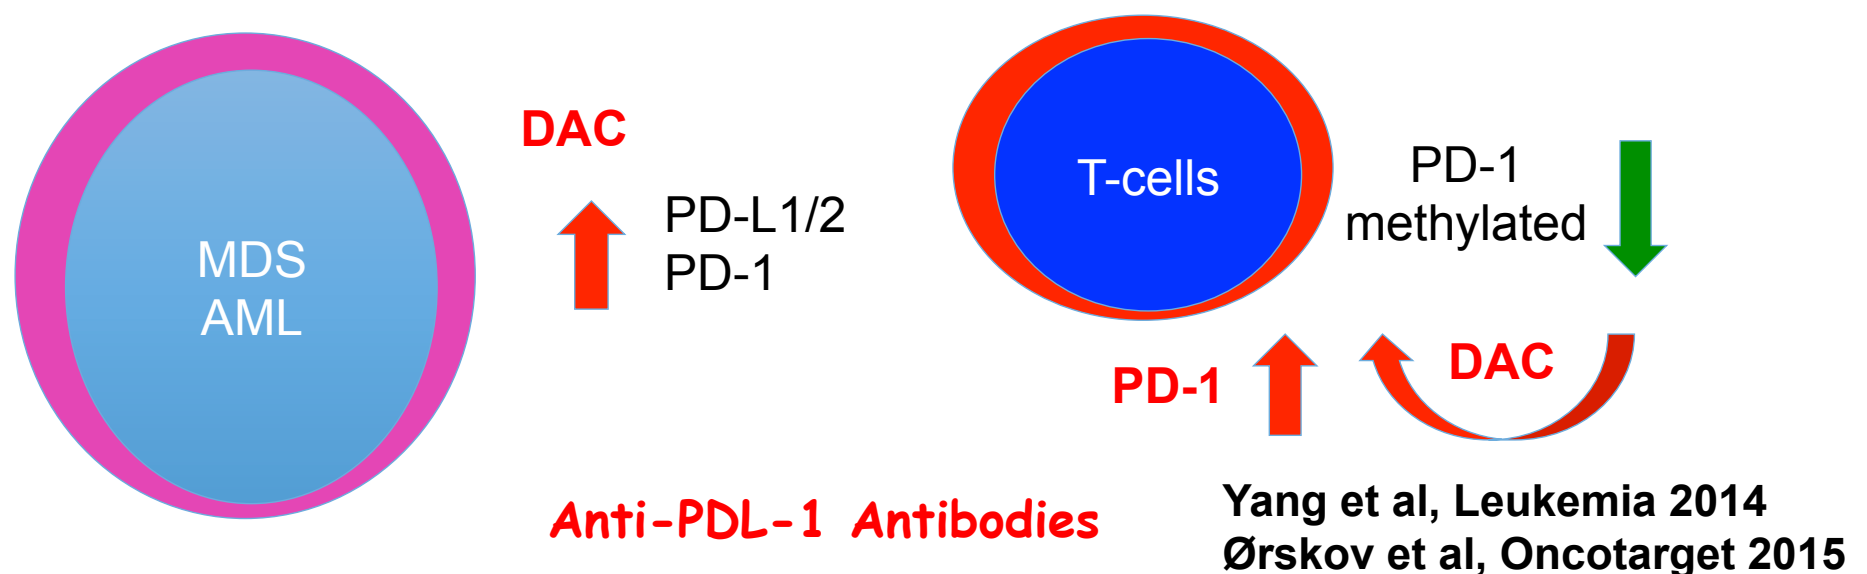 MDS
AML
DAC
PD-L1/2
PD-1
T-cells
PD-1
methylated
PD-1
DAC
Anti-PDL-1 Antibodies
Yang et al, Leukemia 2014
Ørskov et al, Oncotarget 2015